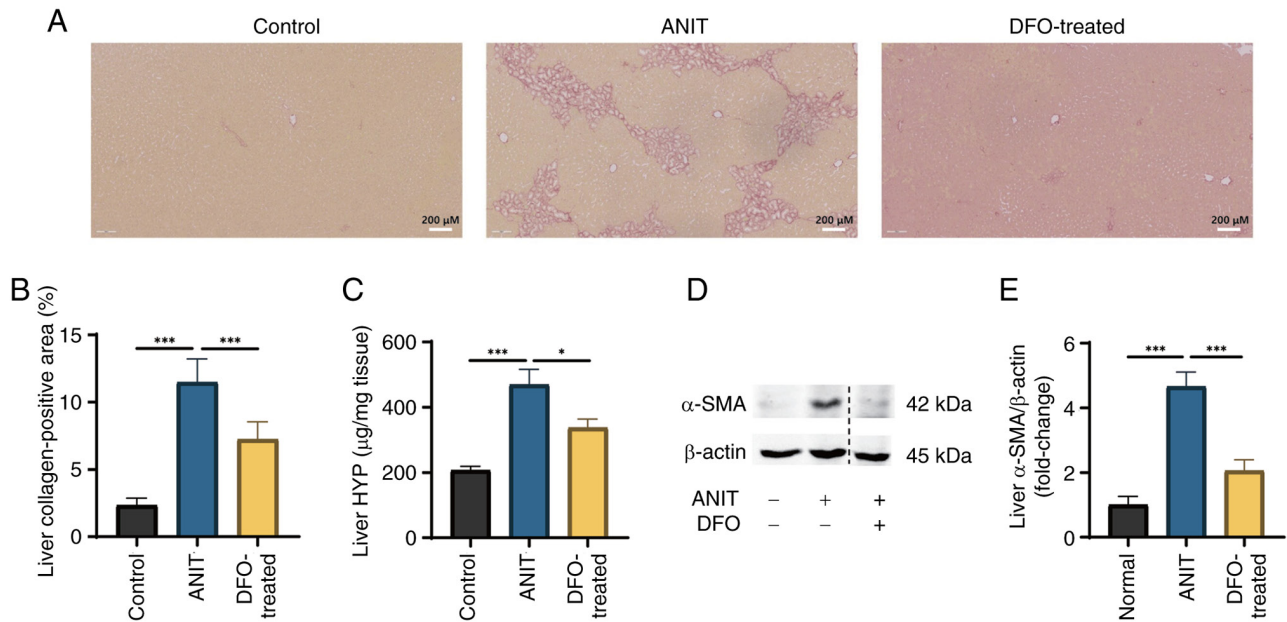 A
Control
ANIT
DFO-treated
200 µM
200 µM
200 µM
B
Liver collagen-positive area (%)
15
10
5
0
***
***
Control
ANIT
DFO-
treated
C
Liver HYP (µg/mg tissue)
600
400
200
0
***
*
Control
ANIT
DFO-
treated
D
α-SMA
42 kDa
β-actin
45 kDa
ANIT – + +
DFO – – +
E
Liver α-SMA/β-actin
(fold-change)
6
4
2
0
***
***
Normal
ANIT
DFO-
treated